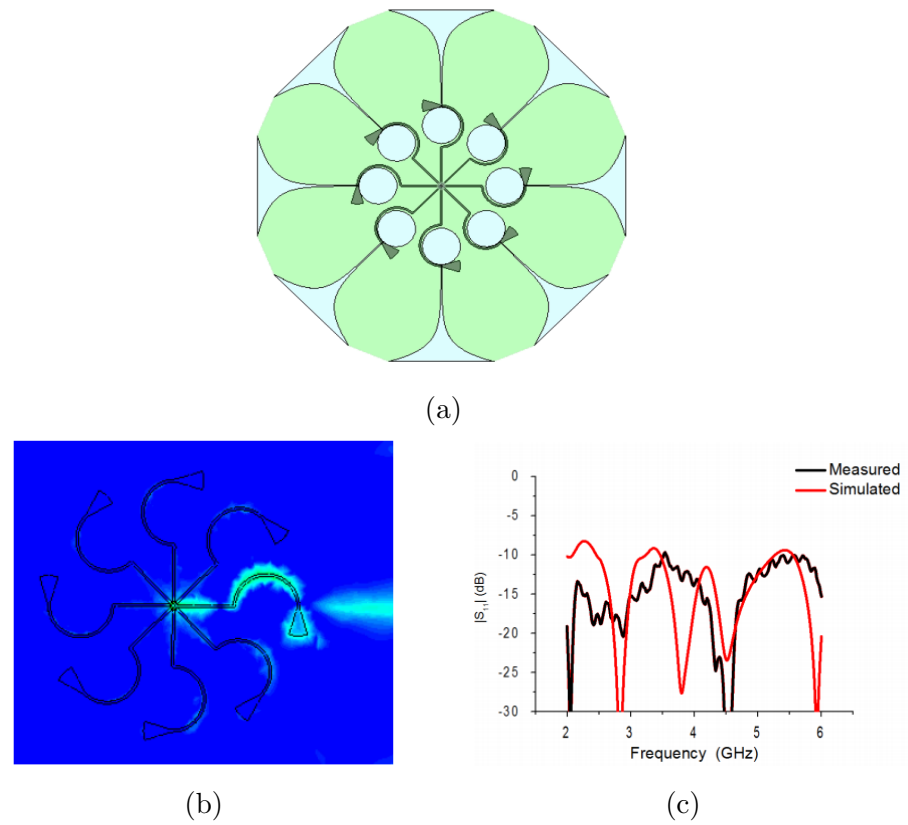 (a)
(b)
0
-5
-10
-15
-20
-25
-30
|S₁₁| (dB)
Measured
Simulated
2 3 4 5 6
Frequency (GHz)
(c)